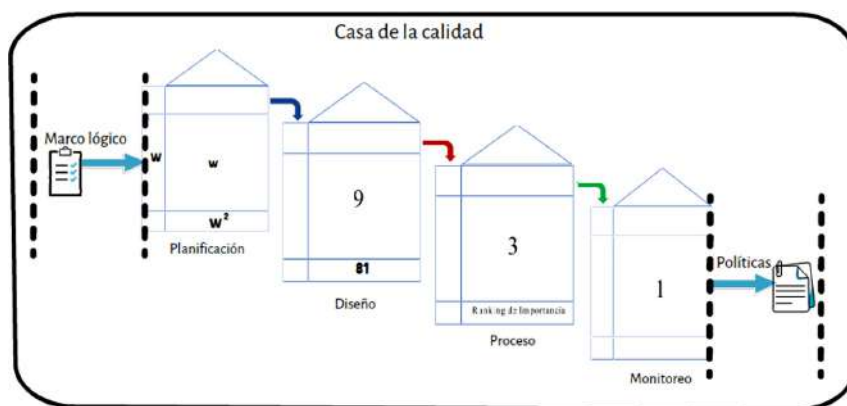 Casa de la calidad
Marco lógico
W
w
W²
Planificación
9
81
Diseño
3
Ranking de Importancia
Proceso
1
Monitoreo
Políticas